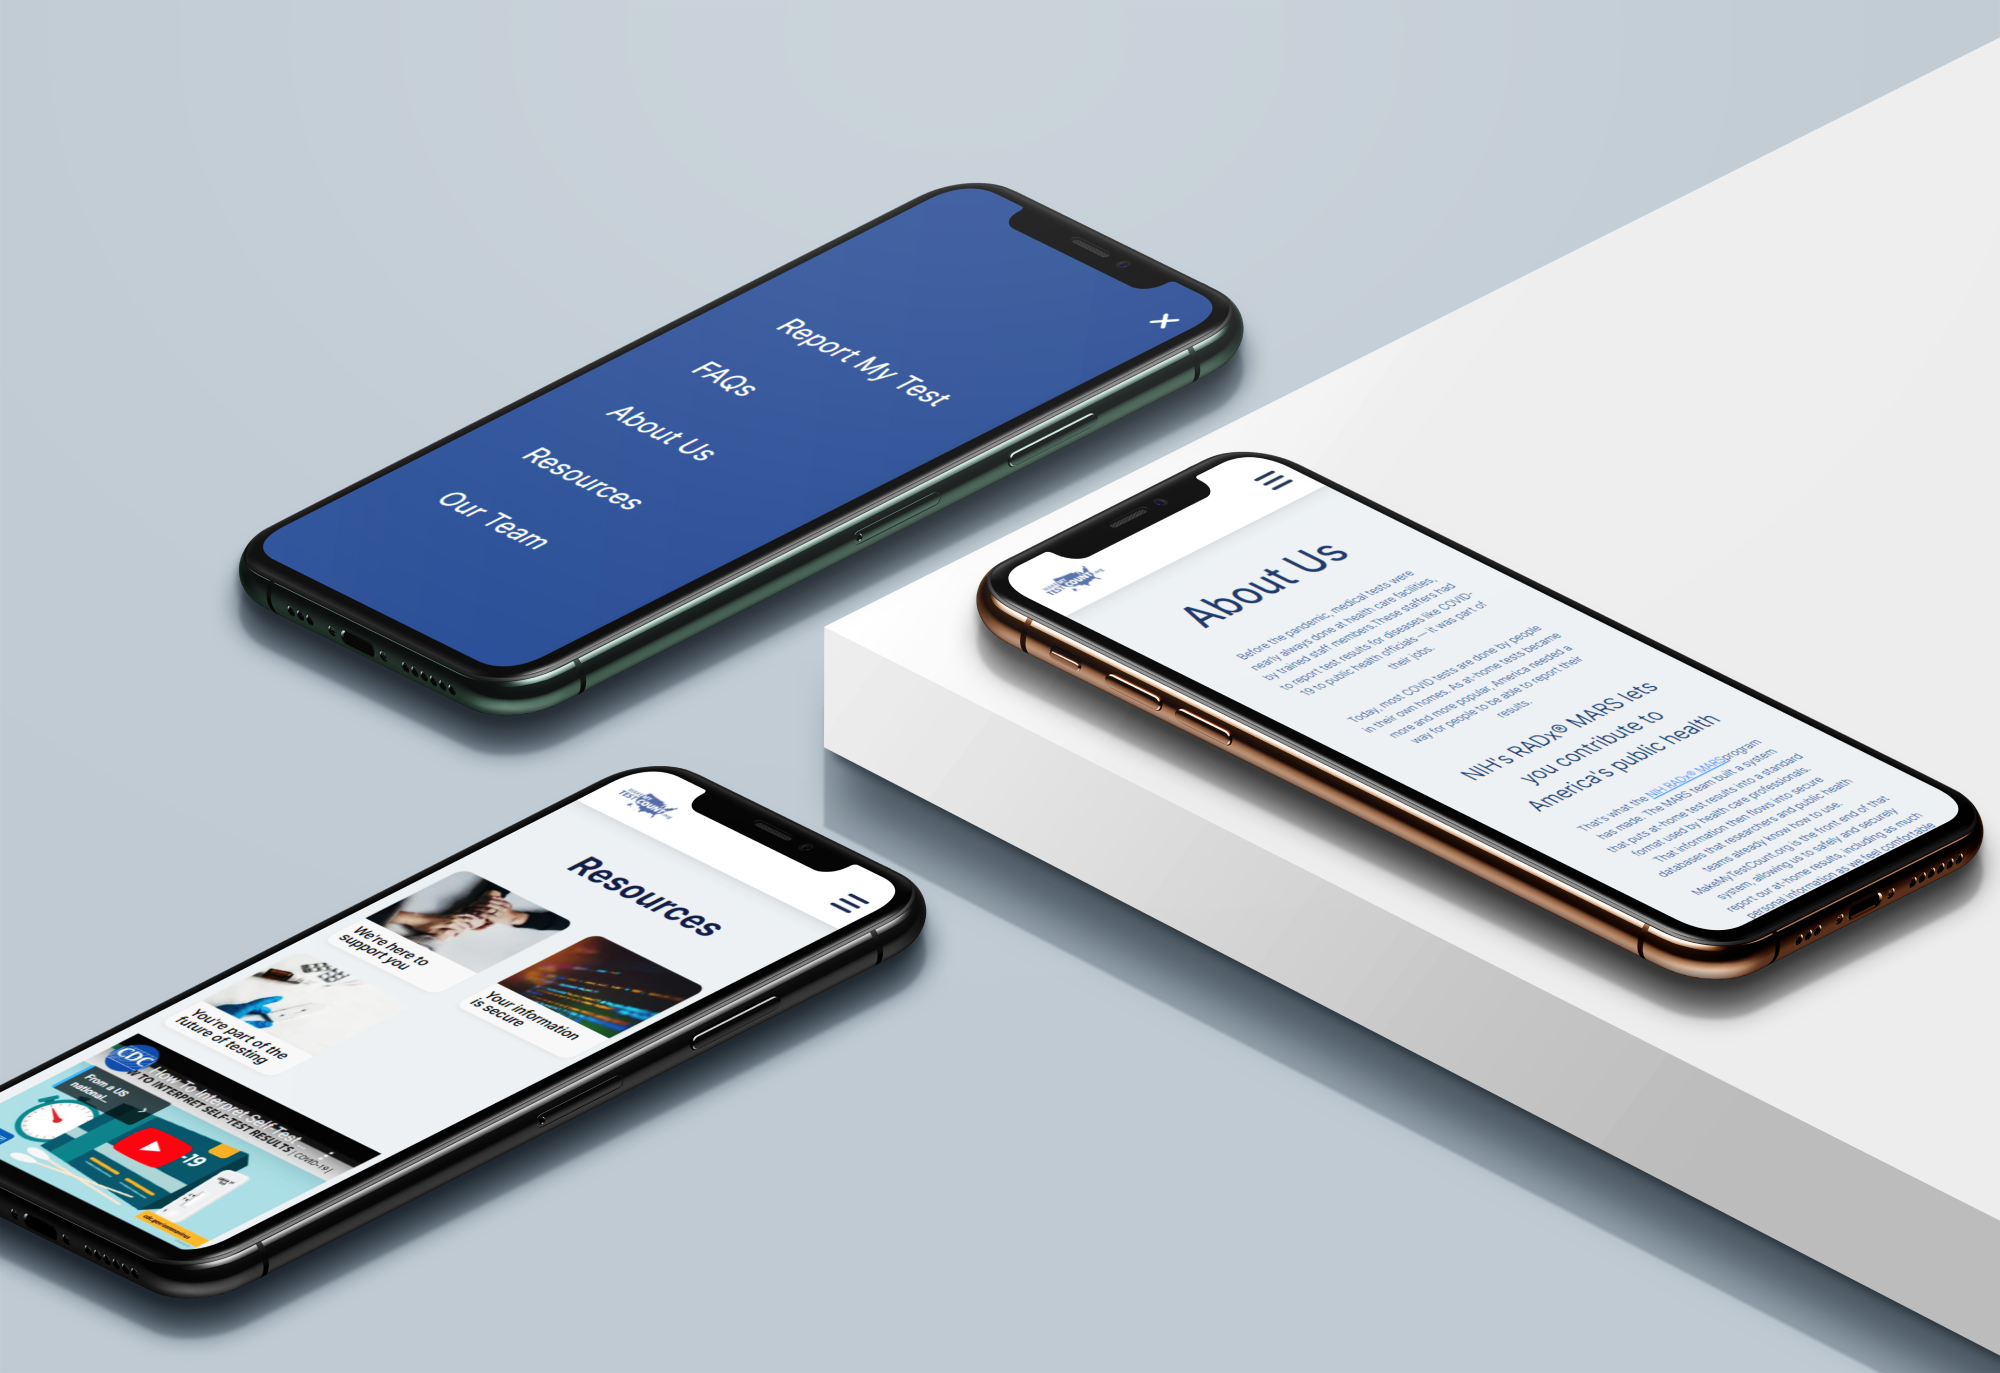 Report My Test
FAQs
About Us
Resources
Our Team
TEST COUNT
About Us
Before the pandemic, medical tests were
nearly always done at health care facilities,
by trained staff members. These staffers had
to report test results for diseases like COVID-
19 to public health officials — it was part of
their jobs.
Today, most COVID tests are done by people
in their own homes. As at-home tests became
more and more popular, America needed a
way for people to be able to report their
results.
NIH's RADx® MARS lets
you contribute to
America's public health
That's what the NIH RADx® MARS program
has made. The MARS team built a system
that puts at-home test results into a standard
format used by health care professionals.
That information then flows into secure
databases that researchers and public health
teams already know how to use.
MakeMyTestCount.org is the front end of that
system, allowing us to safely and securely
report our at-home results, including as much
personal information as we feel comfortable
TEST COUNT
Resources
We're here to
support you
Your information
is secure
You're part of the
future of testing
CDC
How To Interpret Self-Test
W TO INTERPRET SELF-TEST RESULTS | COVID-19 |
From a US
national...
-19
cdc.gov/coronavirus